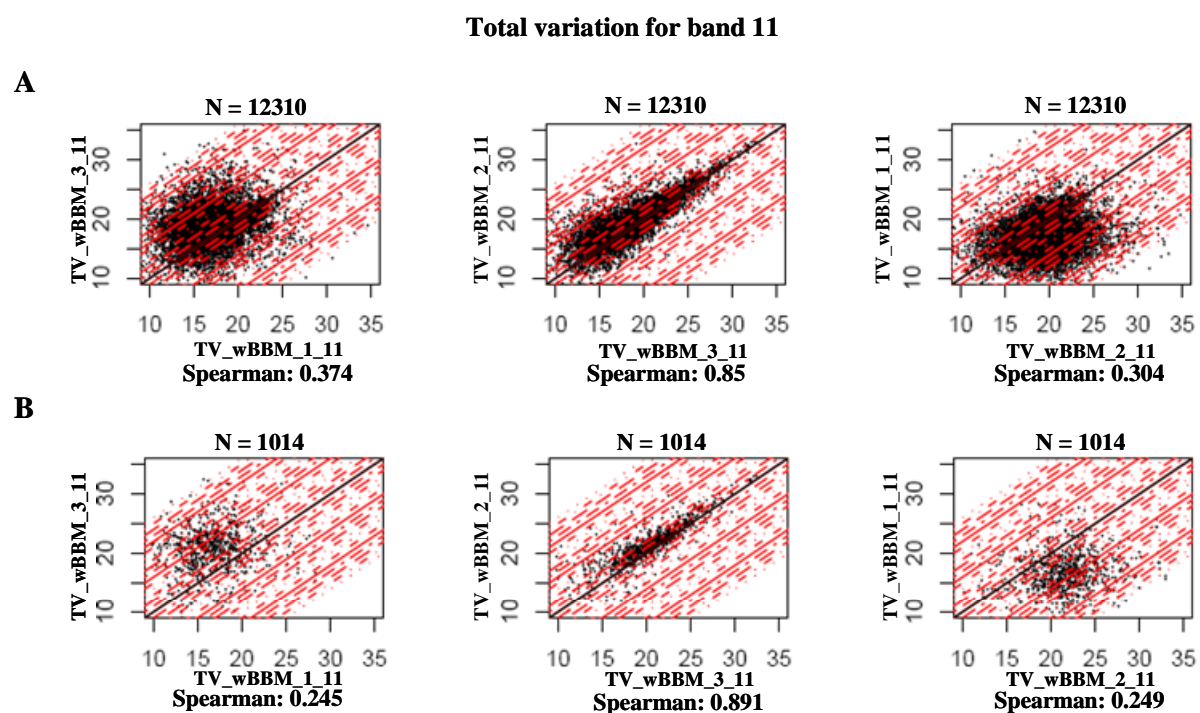 Total variation for band 11
A
N = 12310
N = 12310
N = 12310
TV_wBBM_3_11
10 20 30
TV_wBBM_2_11
10 20 30
TV_wBBM_1_11
10 20 30
10 15 20 25 30 35
10 15 20 25 30 35
10 15 20 25 30 35
TV_wBBM_1_11
TV_wBBM_3_11
TV_wBBM_2_11
Spearman: 0.374
Spearman: 0.85
Spearman: 0.304
B
N = 1014
N = 1014
N = 1014
TV_wBBM_3_11
10 20 30
TV_wBBM_2_11
10 20 30
TV_wBBM_1_11
10 20 30
10 15 20 25 30 35
10 15 20 25 30 35
10 15 20 25 30 35
TV_wBBM_1_11
TV_wBBM_3_11
TV_wBBM_2_11
Spearman: 0.245
Spearman: 0.891
Spearman: 0.249